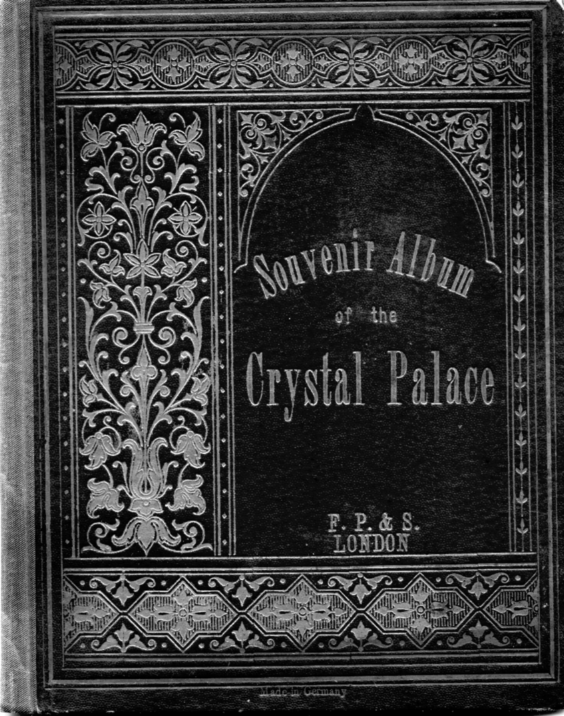 Souvenir Album
of the
Crystal Palace
F. P. & S.
LONDON
Made in Germany